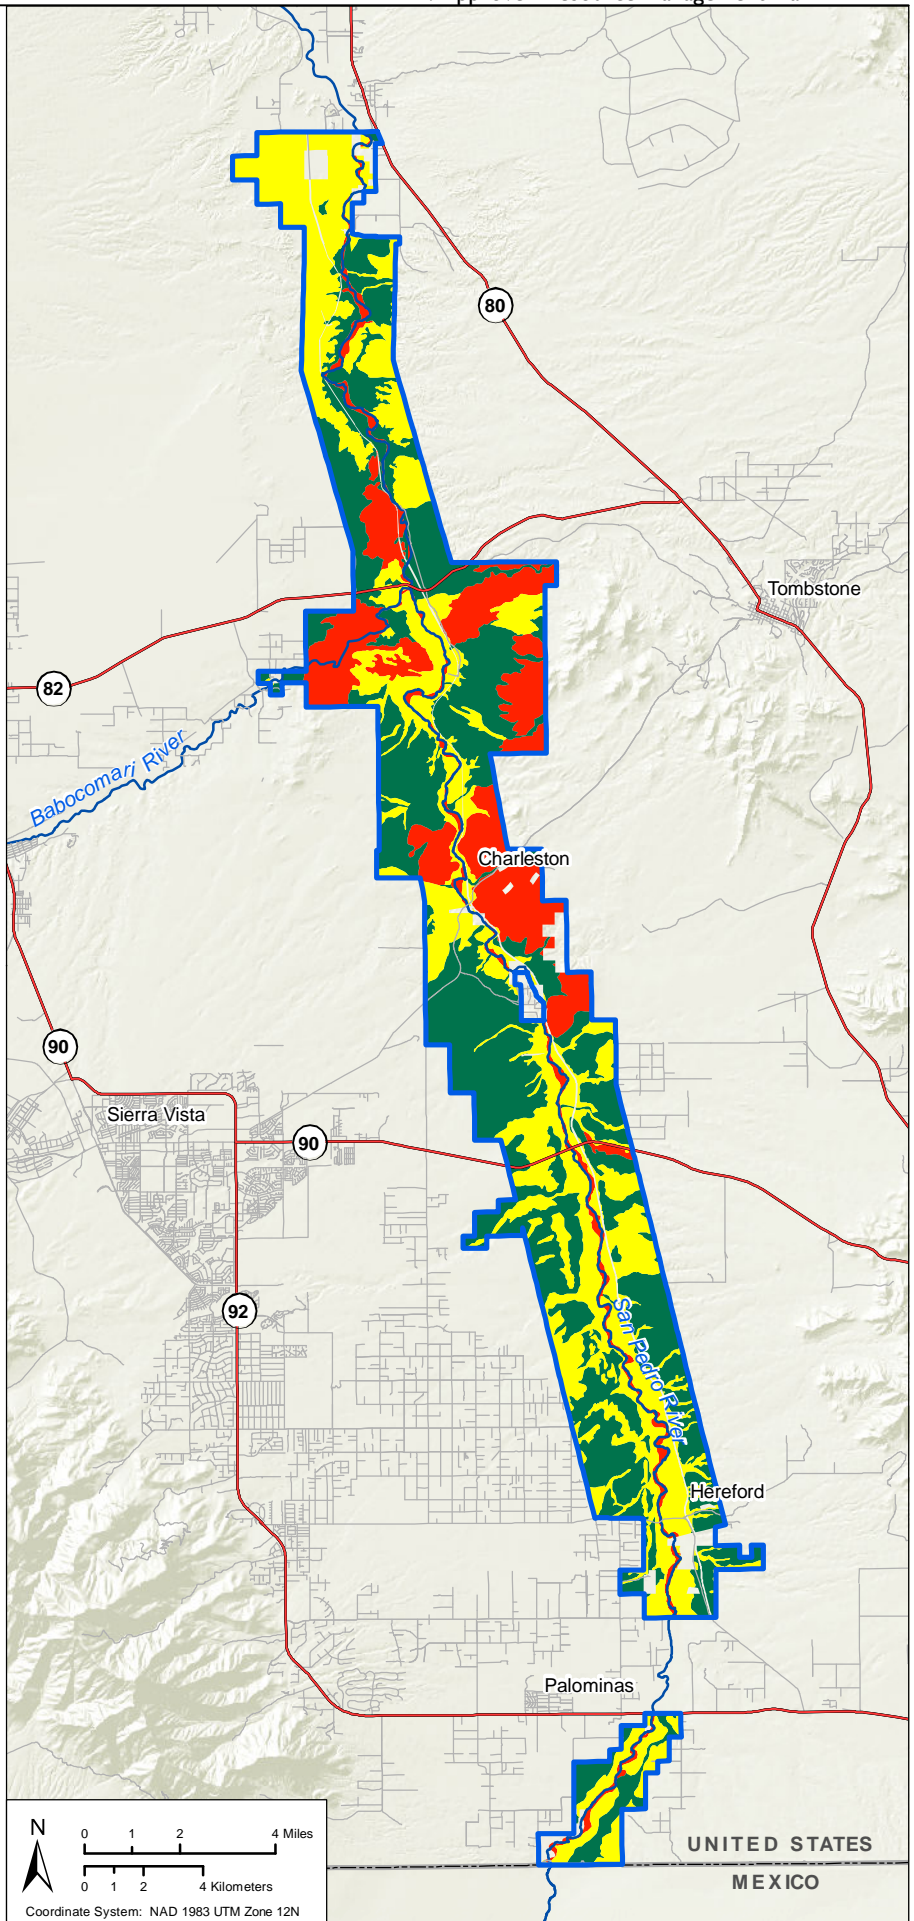 80
Tombstone
82
Babocomari River
Charleston
90
Sierra Vista
90
92
San Pedro River
Hereford
Palominas
N
0 1 2 4 Miles
0 1 2 4 Kilometers
Coordinate System: NAD 1983 UTM Zone 12N
UNITED STATES
MEXICO